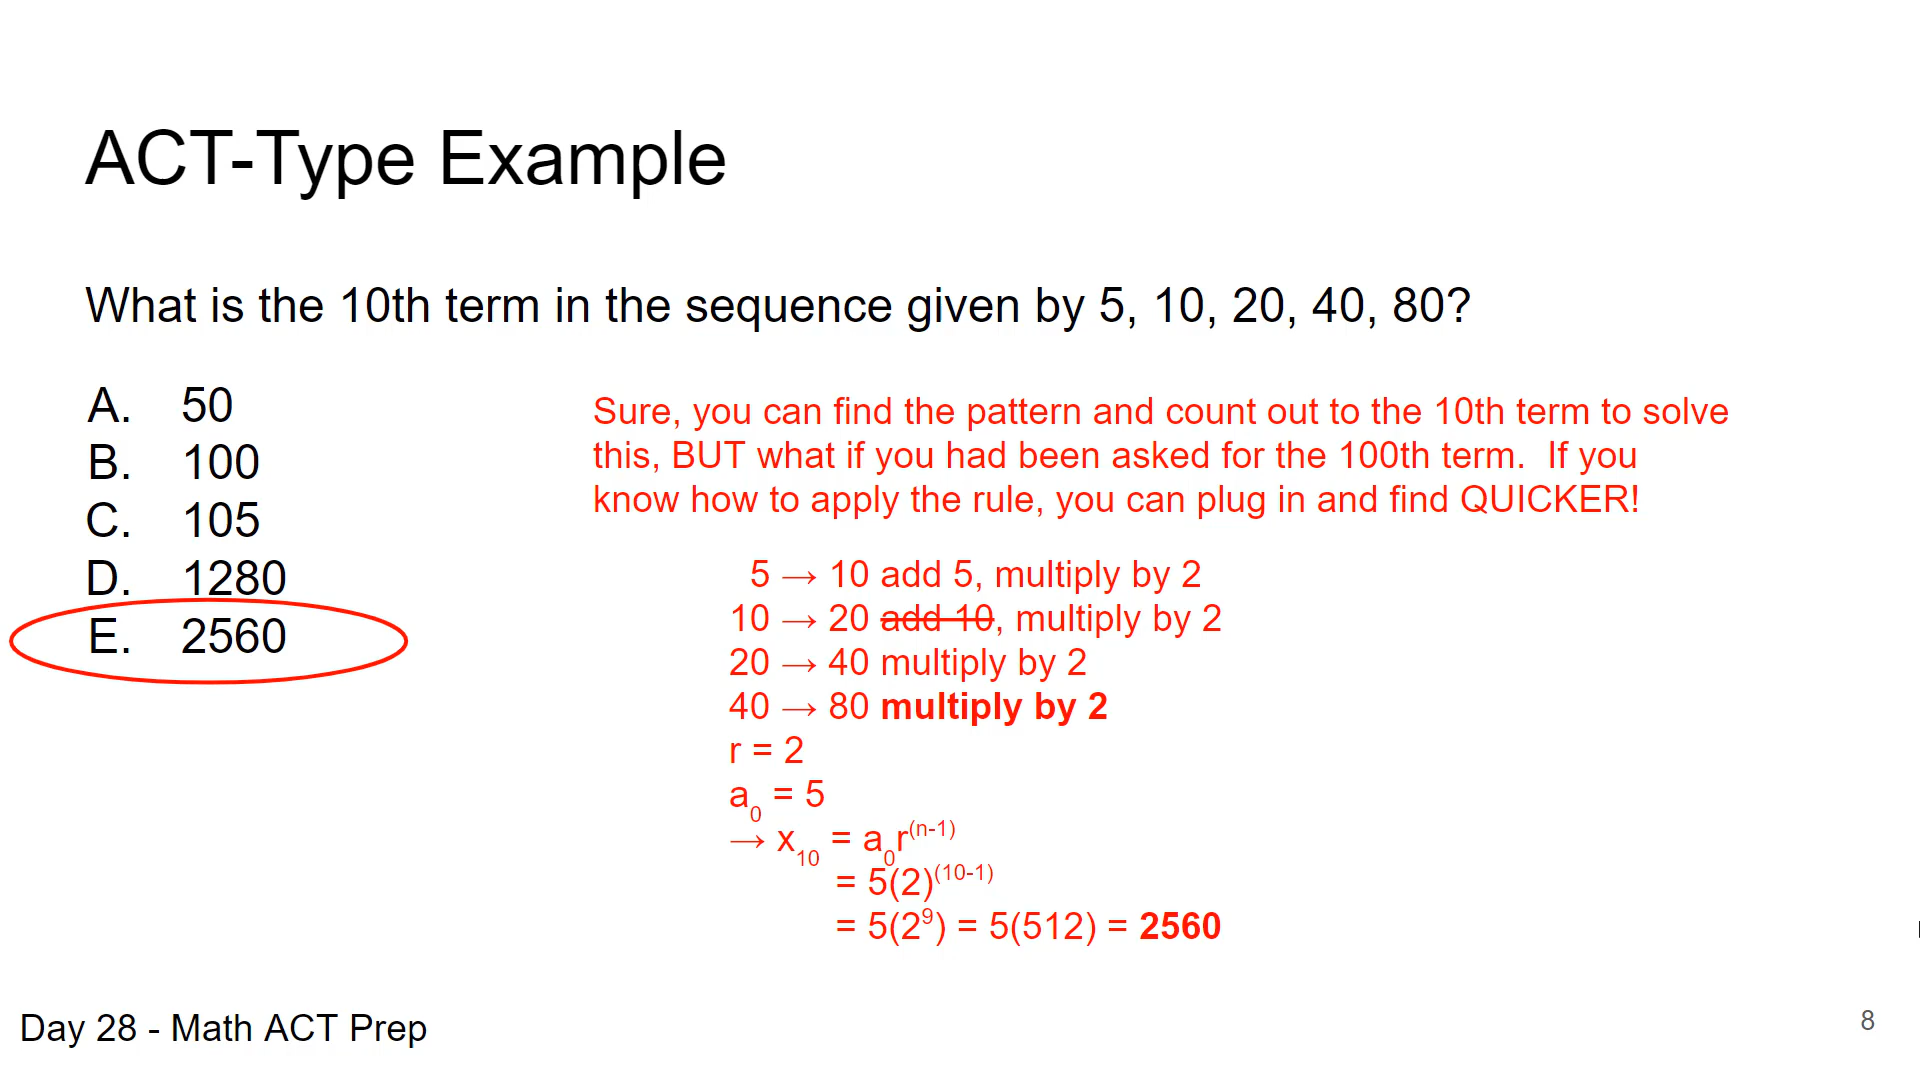 ACT-Type Example
What is the 10th term in the sequence given by 5, 10, 20, 40, 80?
A. 50
B. 100
C. 105
D. 1280
E. 2560
Sure, you can find the pattern and count out to the 10th term to solve
this, BUT what if you had been asked for the 100th term.  If you
know how to apply the rule, you can plug in and find QUICKER!
5 → 10 add 5, multiply by 2
10 → 20 add 10, multiply by 2
20 → 40 multiply by 2
40 → 80 multiply by 2
r = 2
a₀ = 5
→ x₁₀ = a₀r⁽ⁿ⁻¹⁾
= 5(2)⁽¹⁰⁻¹⁾
= 5(2⁹) = 5(512) = 2560
Day 28 - Math ACT Prep
8